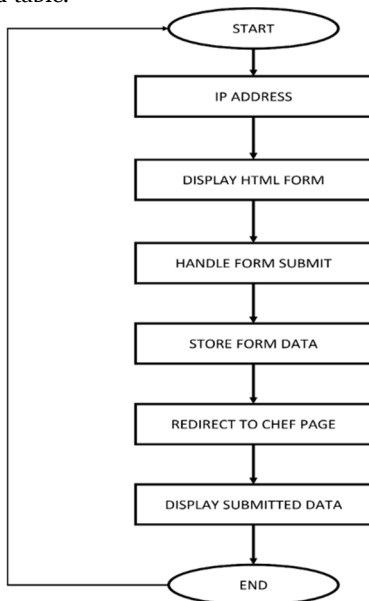 d table.
START
IP ADDRESS
DISPLAY HTML FORM
HANDLE FORM SUBMIT
STORE FORM DATA
REDIRECT TO CHEF PAGE
DISPLAY SUBMITTED DATA
END